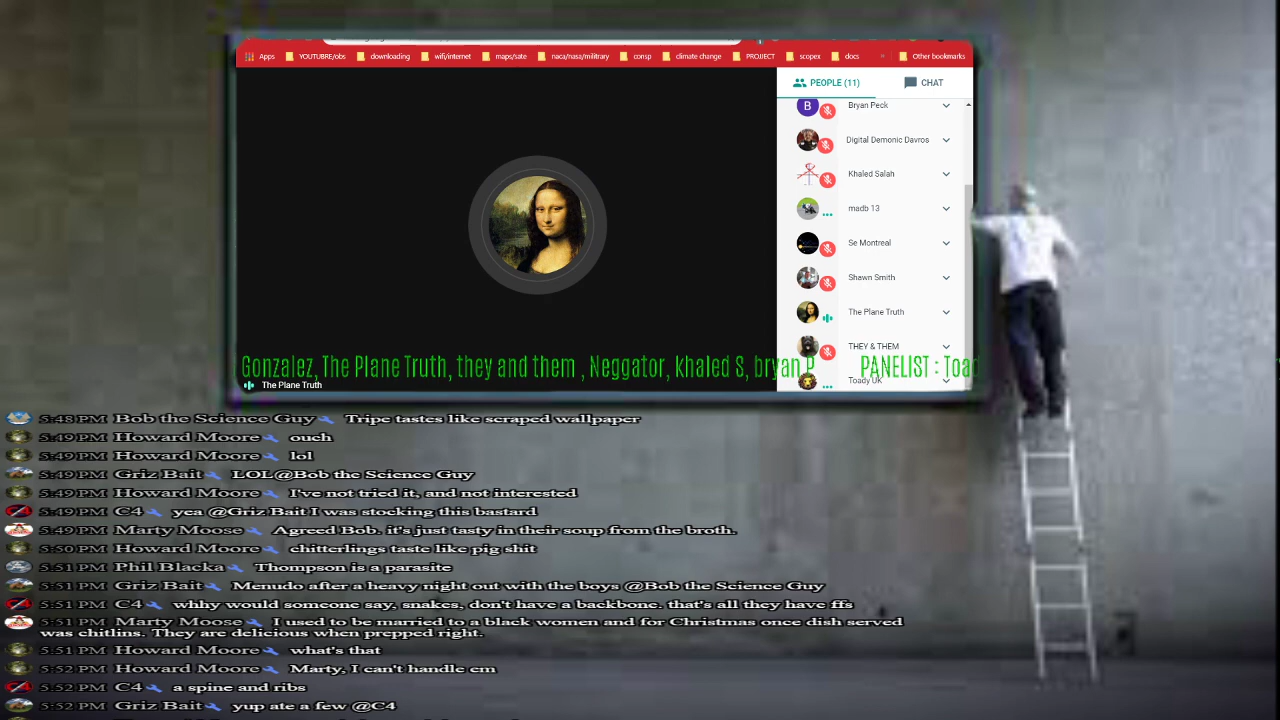 Apps YOUTUBRE/obs downloading wifi/internet maps/sate naca/nasa/militrary consp climate change PROJECT scopex docs Other bookmarks
PEOPLE (11) CHAT
B Bryan Peck
Digital Demonic Davros
Khaled Salah
madb 13
Se Montreal
Shawn Smith
The Plane Truth
THEY & THEM
Gonzalez, The Plane Truth, they and them , Neggator, khaled S, bryan P PANELIST : Toad
Toady UK
The Plane Truth
5:48 PM Bob the Science Guy Tripe tastes like scraped wallpaper
5:49 PM Howard Moore ouch
5:49 PM Howard Moore lol
5:49 PM Griz Bait LOL@Bob the Science Guy
5:49 PM Howard Moore I've not tried it, and not interested
5:49 PM C4 yea @Griz Bait I was stocking this bastard
5:49 PM Marty Moose Agreed Bob. it's just tasty in their soup from the broth.
5:50 PM Howard Moore chitterlings taste like pig shit
5:51 PM Phil Blacka Thompson is a parasite
5:51 PM Griz Bait Menudo after a heavy night out with the boys @Bob the Science Guy
5:51 PM C4 whhy would someone say, snakes, don't have a backbone. that's all they have ffs
5:51 PM Marty Moose I used to be married to a black women and for Christmas once dish served
was chitlins. They are delicious when prepped right.
5:51 PM Howard Moore what's that
5:52 PM Howard Moore Marty, I can't handle em
5:52 PM C4 a spine and ribs
5:52 PM Griz Bait yup ate a few @C4